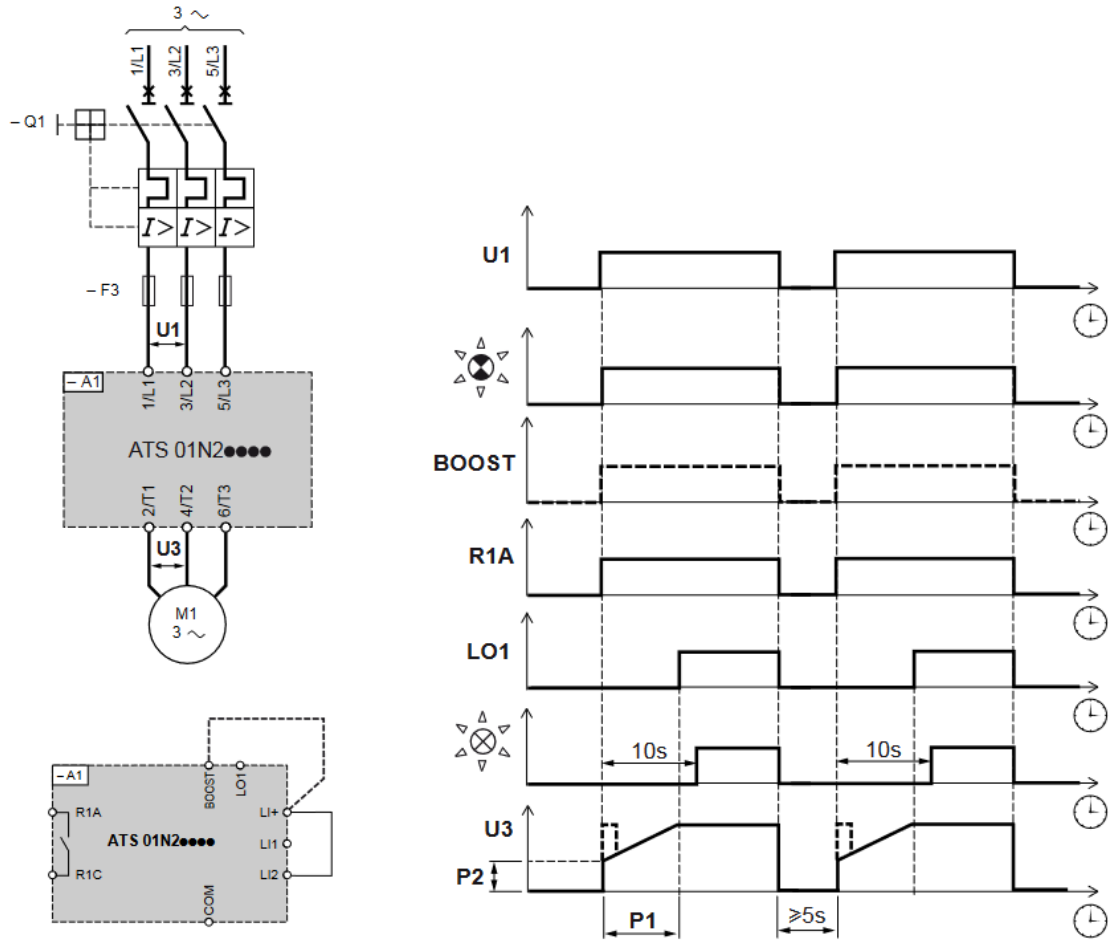 3 ∼
1/L1
3/L2
5/L3
– Q1
I> I> I>
– F3
U1
– A1
1/L1
3/L2
5/L3
ATS 01N2●●●●
2/T1
4/T2
6/T3
U3
M1
3 ∼
– A1
BOOST
LO1
R1A
LI+
ATS 01N2●●●●
LI1
R1C
LI2
COM
U1
BOOST
R1A
LO1
10s
10s
U3
P2
P1
⩾5s